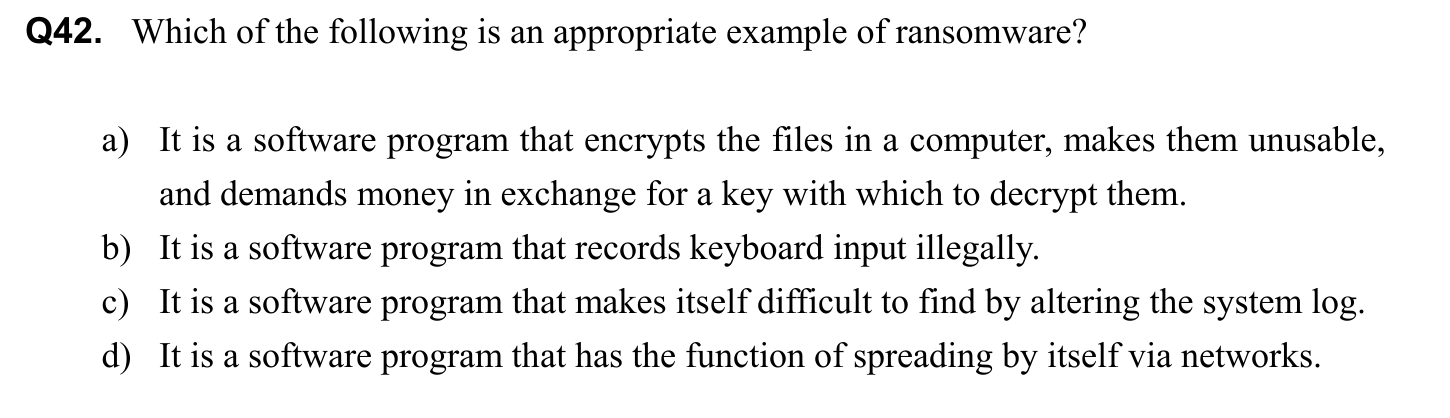 Q42. Which of the following is an appropriate example of ransomware?
a) It is a software program that encrypts the files in a computer, makes them unusable,
and demands money in exchange for a key with which to decrypt them.
b) It is a software program that records keyboard input illegally.
c) It is a software program that makes itself difficult to find by altering the system log.
d) It is a software program that has the function of spreading by itself via networks.